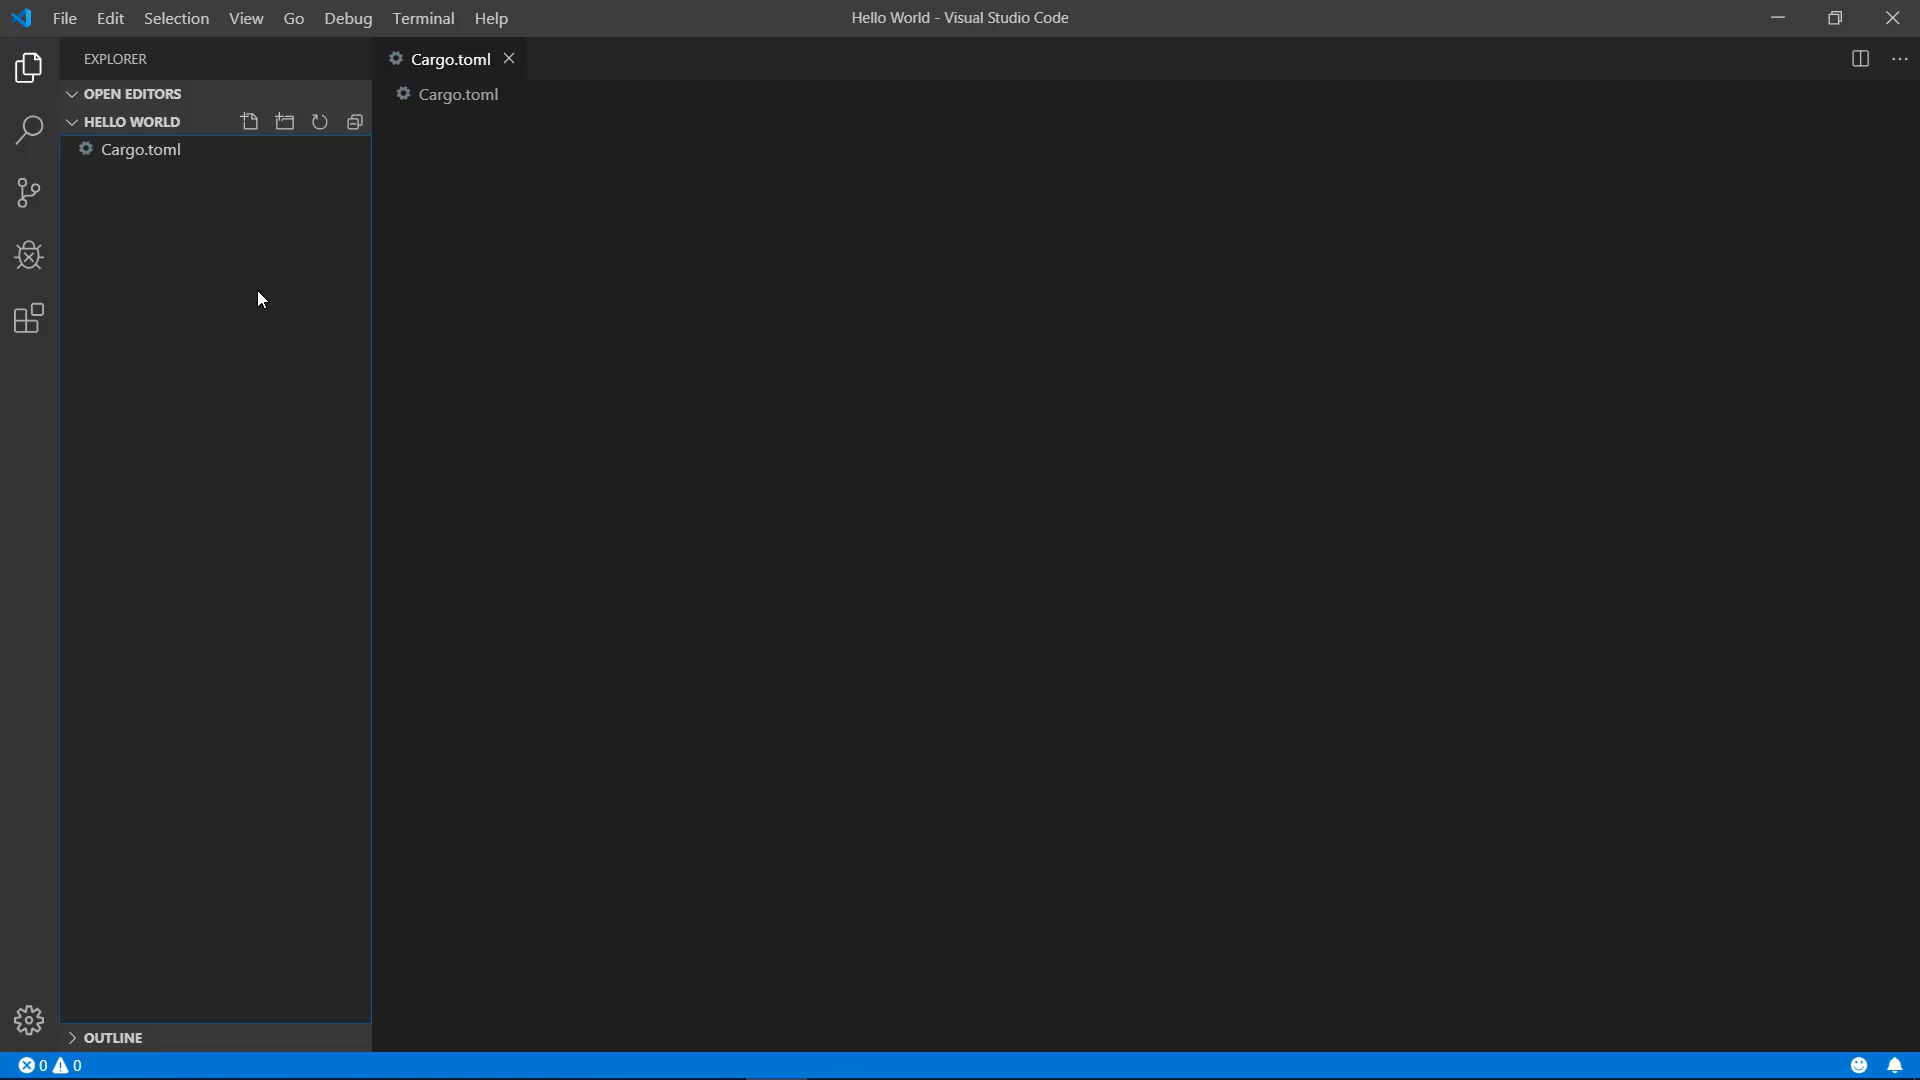 File Edit Selection View Go Debug Terminal Help
Hello World - Visual Studio Code
EXPLORER
Cargo.toml
OPEN EDITORS
Cargo.toml
HELLO WORLD
Cargo.toml
OUTLINE
0 0